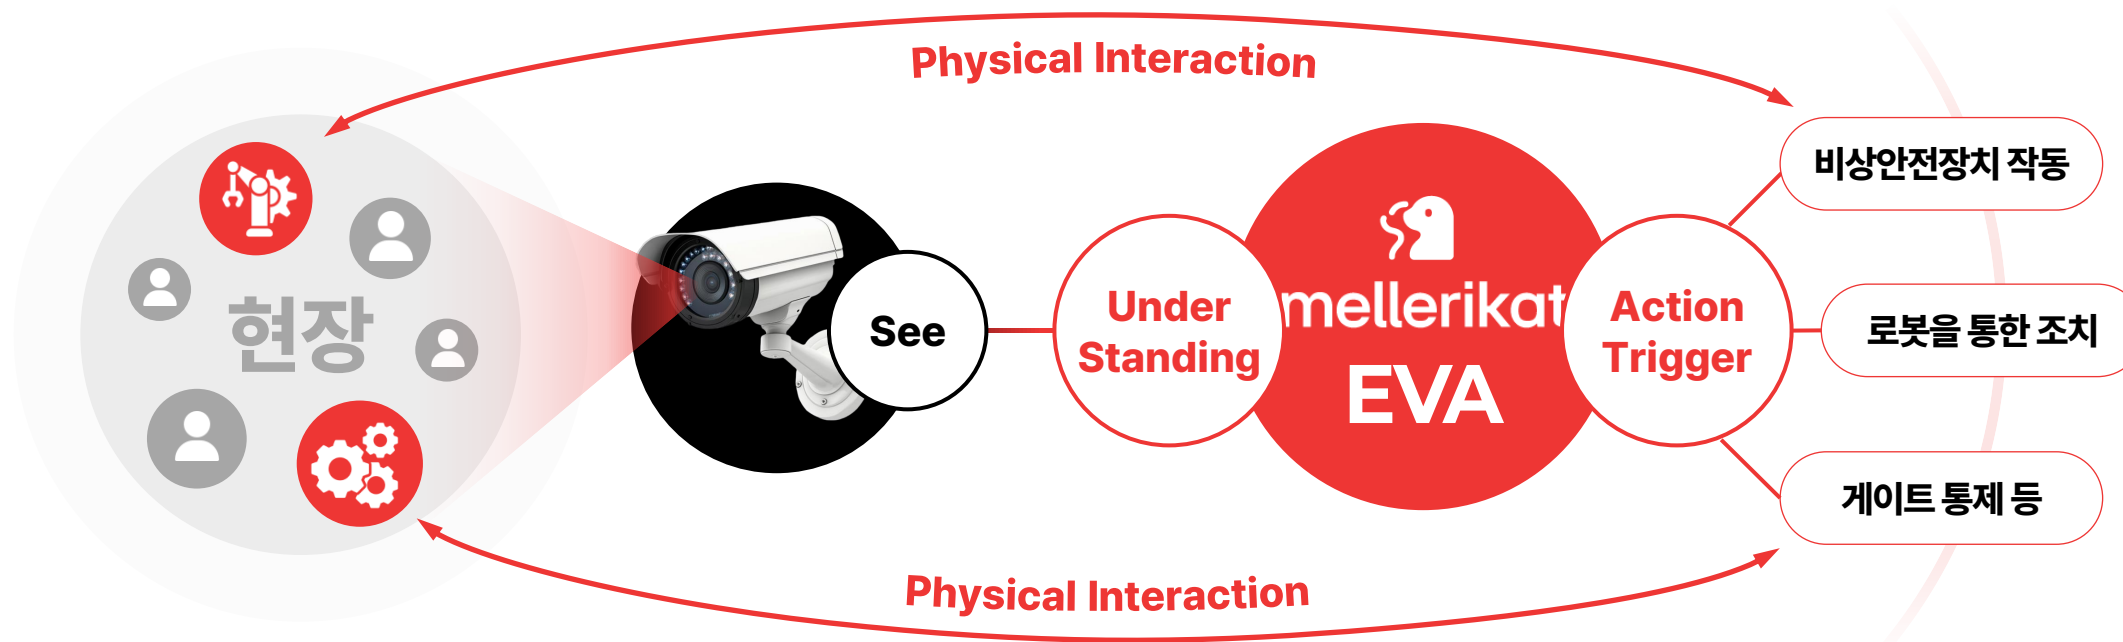 Physical Interaction
현장
See
Under
Standing
mellerikat
EVA
Action
Trigger
비상안전장치 작동
로봇을 통한 조치
게이트 통제 등
Physical Interaction